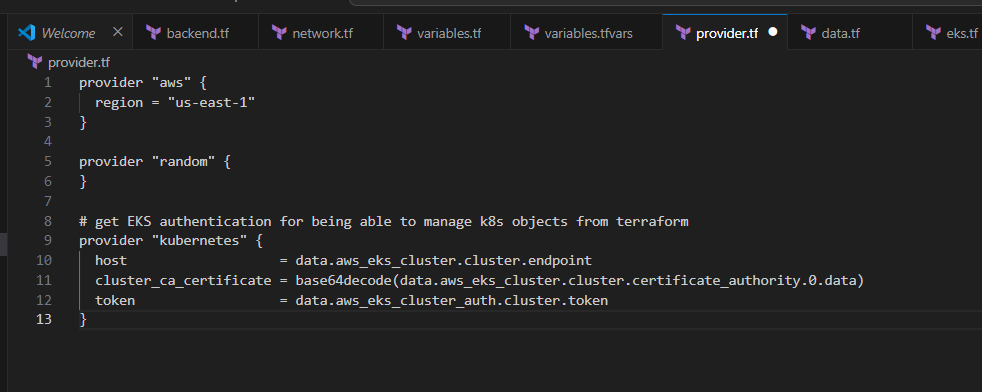 Welcome backend.tf network.tf variables.tf variables.tfvars provider.tf data.tf eks.tf
provider.tf
1 provider "aws" {
2 region = "us-east-1"
3 }
4
5 provider "random" {
6 }
7
8 # get EKS authentication for being able to manage k8s objects from terraform
9 provider "kubernetes" {
10 host = data.aws_eks_cluster.cluster.endpoint
11 cluster_ca_certificate = base64decode(data.aws_eks_cluster.cluster.certificate_authority.0.data)
12 token = data.aws_eks_cluster_auth.cluster.token
13 }